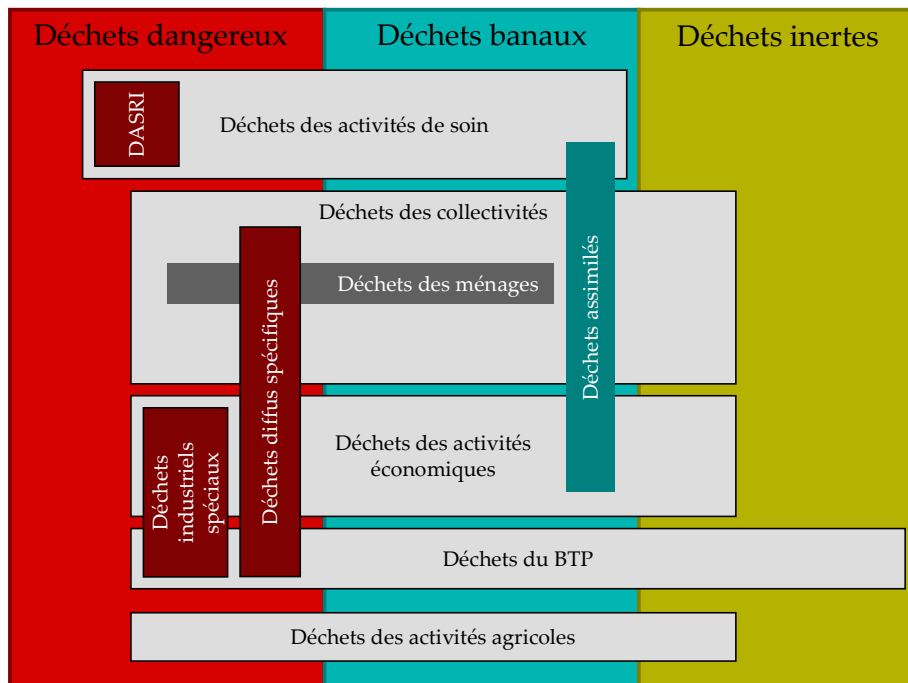 Déchets dangereux
Déchets banaux
Déchets inertes
DASRI
Déchets des activités de soin
Déchets des collectivités
Déchets des ménages
Déchets assimilés
Déchets diffus spécifiques
Déchets des activités
économiques
Déchets
industriels
spéciaux
Déchets du BTP
Déchets des activités agricoles